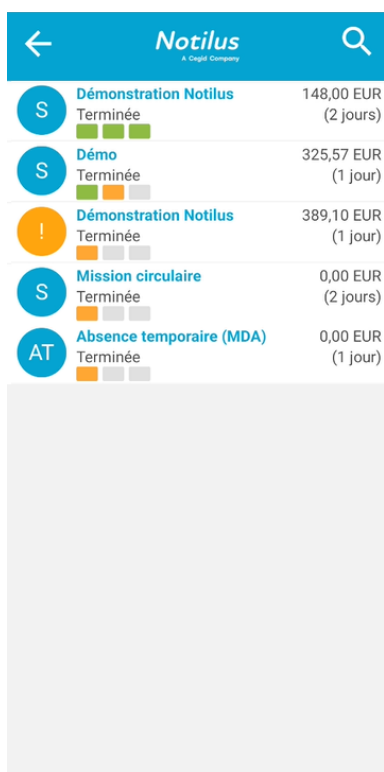 Notilus
A Cegid Company
S
Démonstration Notilus
148,00 EUR
Terminée
(2 jours)
S
Démo
325,57 EUR
Terminée
(1 jour)
!
Démonstration Notilus
389,10 EUR
Terminée
(1 jour)
S
Mission circulaire
0,00 EUR
Terminée
(2 jours)
AT
Absence temporaire (MDA)
0,00 EUR
Terminée
(1 jour)